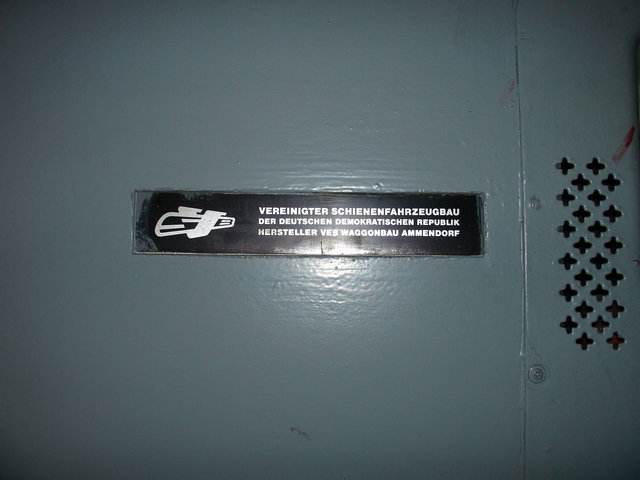 VEREINIGTER SCHIENENFAHRZEUGBAU
DER DEUTSCHEN DEMOKRATISCHEN REPUBLIK
HERSTELLER VEB WAGGONBAU AMMENDORF